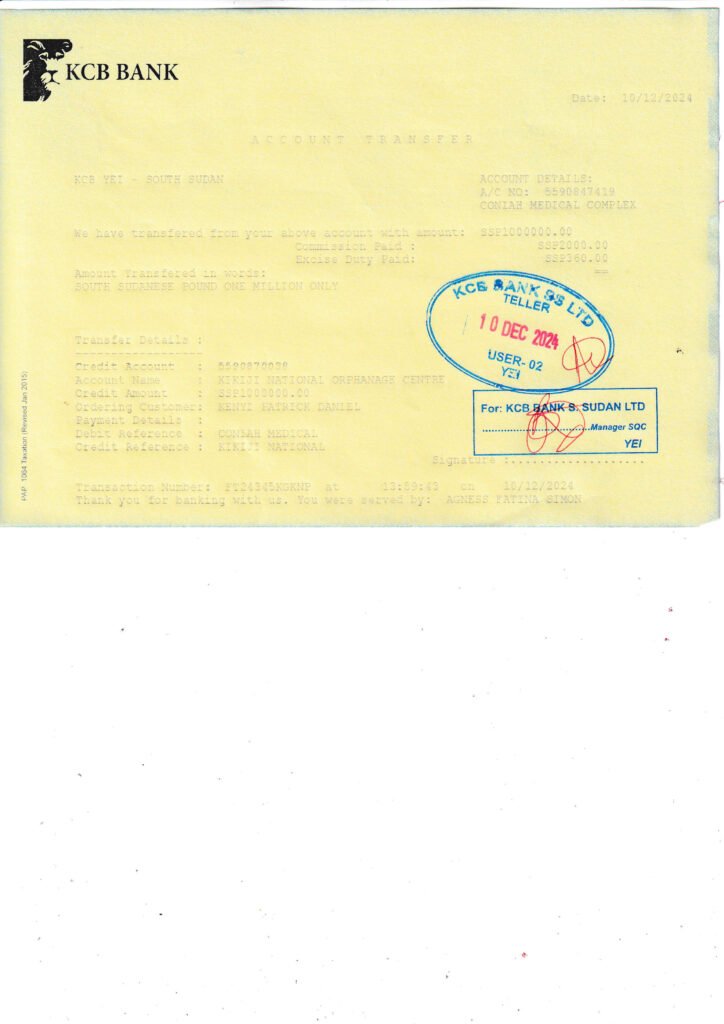 KCB BANK
Date: 10/12/2024
ACCOUNT TRANSFER
KCB YEI - SOUTH SUDAN
ACCOUNT DETAILS:
A/C NO: 5590847419
CONIAH MEDICAL COMPLEX
We have transfered from your above account with amount: SSP1000000.00
Commission Paid : SSP2000.00
Excise Duty Paid: SSP360.00
==
Amount Transfered in words:
SOUTH SUDANESE POUND ONE MILLION ONLY
KCB BANK SS LTD
TELLER
10 DEC 2024
USER-02
YEI
Transfer Details :
------------------
Credit Account :
Account Name : KIKIJI NATIONAL ORPHANAGE CENTRE
Credit Amount : SSP1000000.00
Ordering Customer: KENYI DANIEL
Payment Details :
Debit Reference : CONIAH MEDICAL
Credit Reference : KIKIJI NATIONAL
For: KCB BANK S. SUDAN LTD
Manager SQC
YEI
Signature :....................
Transaction Number: at 13:59:43 on 10/12/2024
Thank you for banking with us. You were served by: AGNESS FATINA SIMON
PAP. 1064 Taxation (Revised Jan 2015)